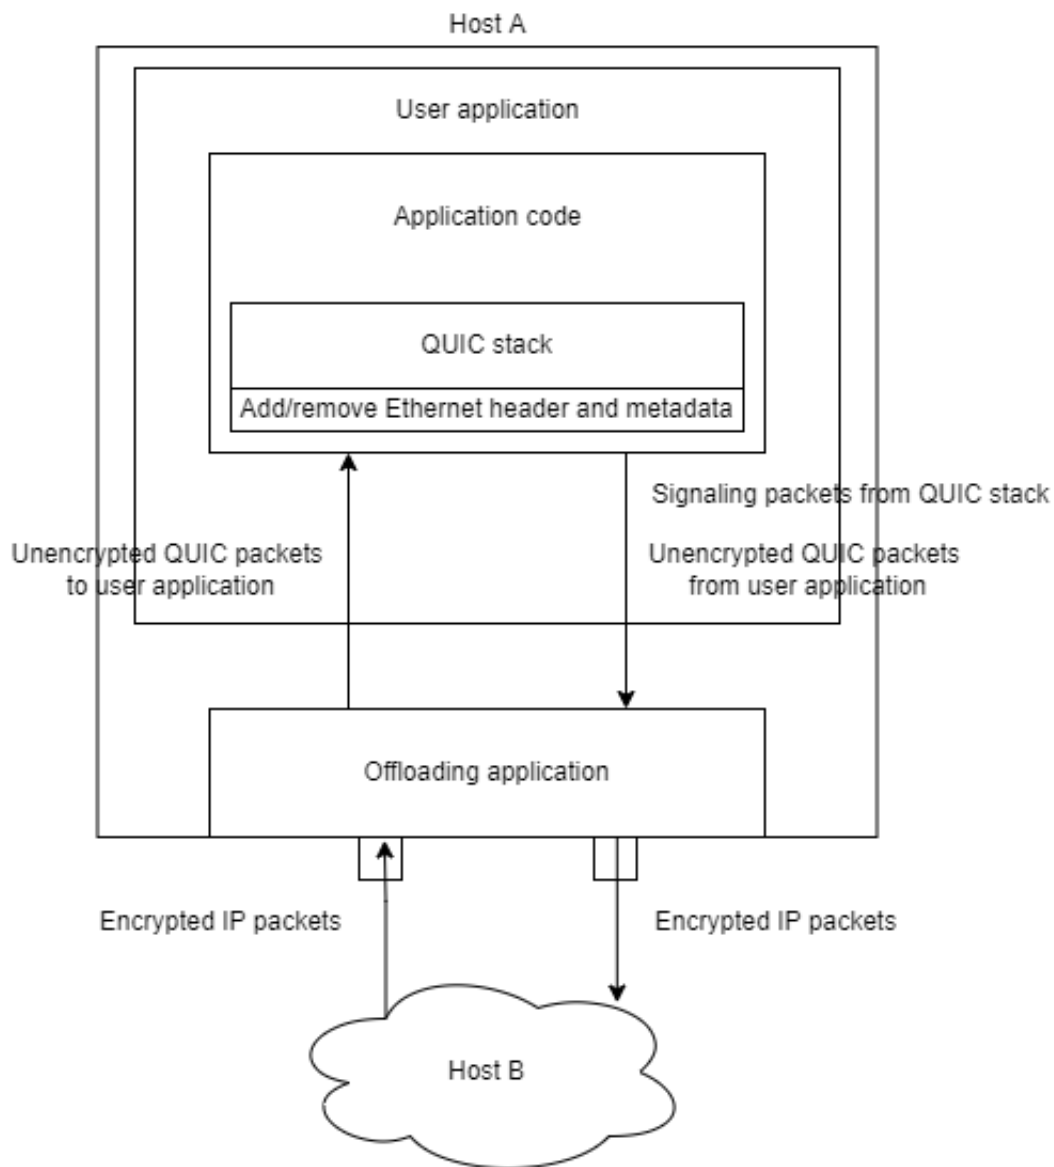 Host A
User application
Application code
QUIC stack
Add/remove Ethernet header and metadata
Signaling packets from QUIC stack
Unencrypted QUIC packets
to user application
Unencrypted QUIC packets
from user application
Offloading application
Encrypted IP packets
Encrypted IP packets
Host B